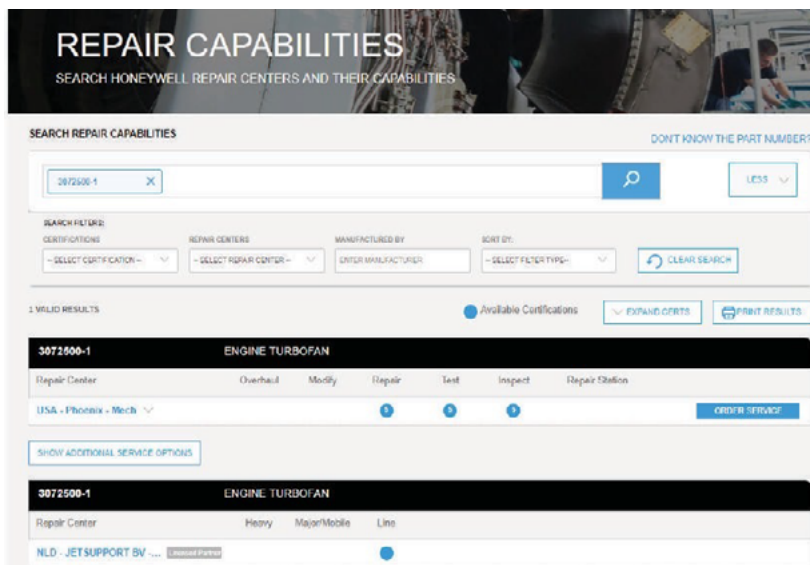 REPAIR CAPABILITIES
SEARCH HONEYWELL REPAIR CENTERS AND THEIR CAPABILITIES
SEARCH REPAIR CAPABILITIES
DON'T KNOW THE PART NUMBER?
3072500-1 X
LESS
SEARCH FILTERS:
CERTIFICATIONS REPAIR CENTERS MANUFACTURED BY SORT BY:
-- SELECT CERTIFICATION -- -- SELECT REPAIR CENTER -- ENTER MANUFACTURER -- SELECT FILTER TYPE-- CLEAR SEARCH
1 VALID RESULTS Available Certifications EXPAND CERTS PRINT RESULTS
3072500-1 ENGINE TURBOFAN
Repair Center Overhaul Modify Repair Test Inspect Repair Station
USA - Phoenix - Mech ORDER SERVICE
SHOW ADDITIONAL SERVICE OPTIONS
3072500-1 ENGINE TURBOFAN
Repair Center Heavy Major/Mobile Line
NLD - JETSUPPORT BV -... Licensed Partner